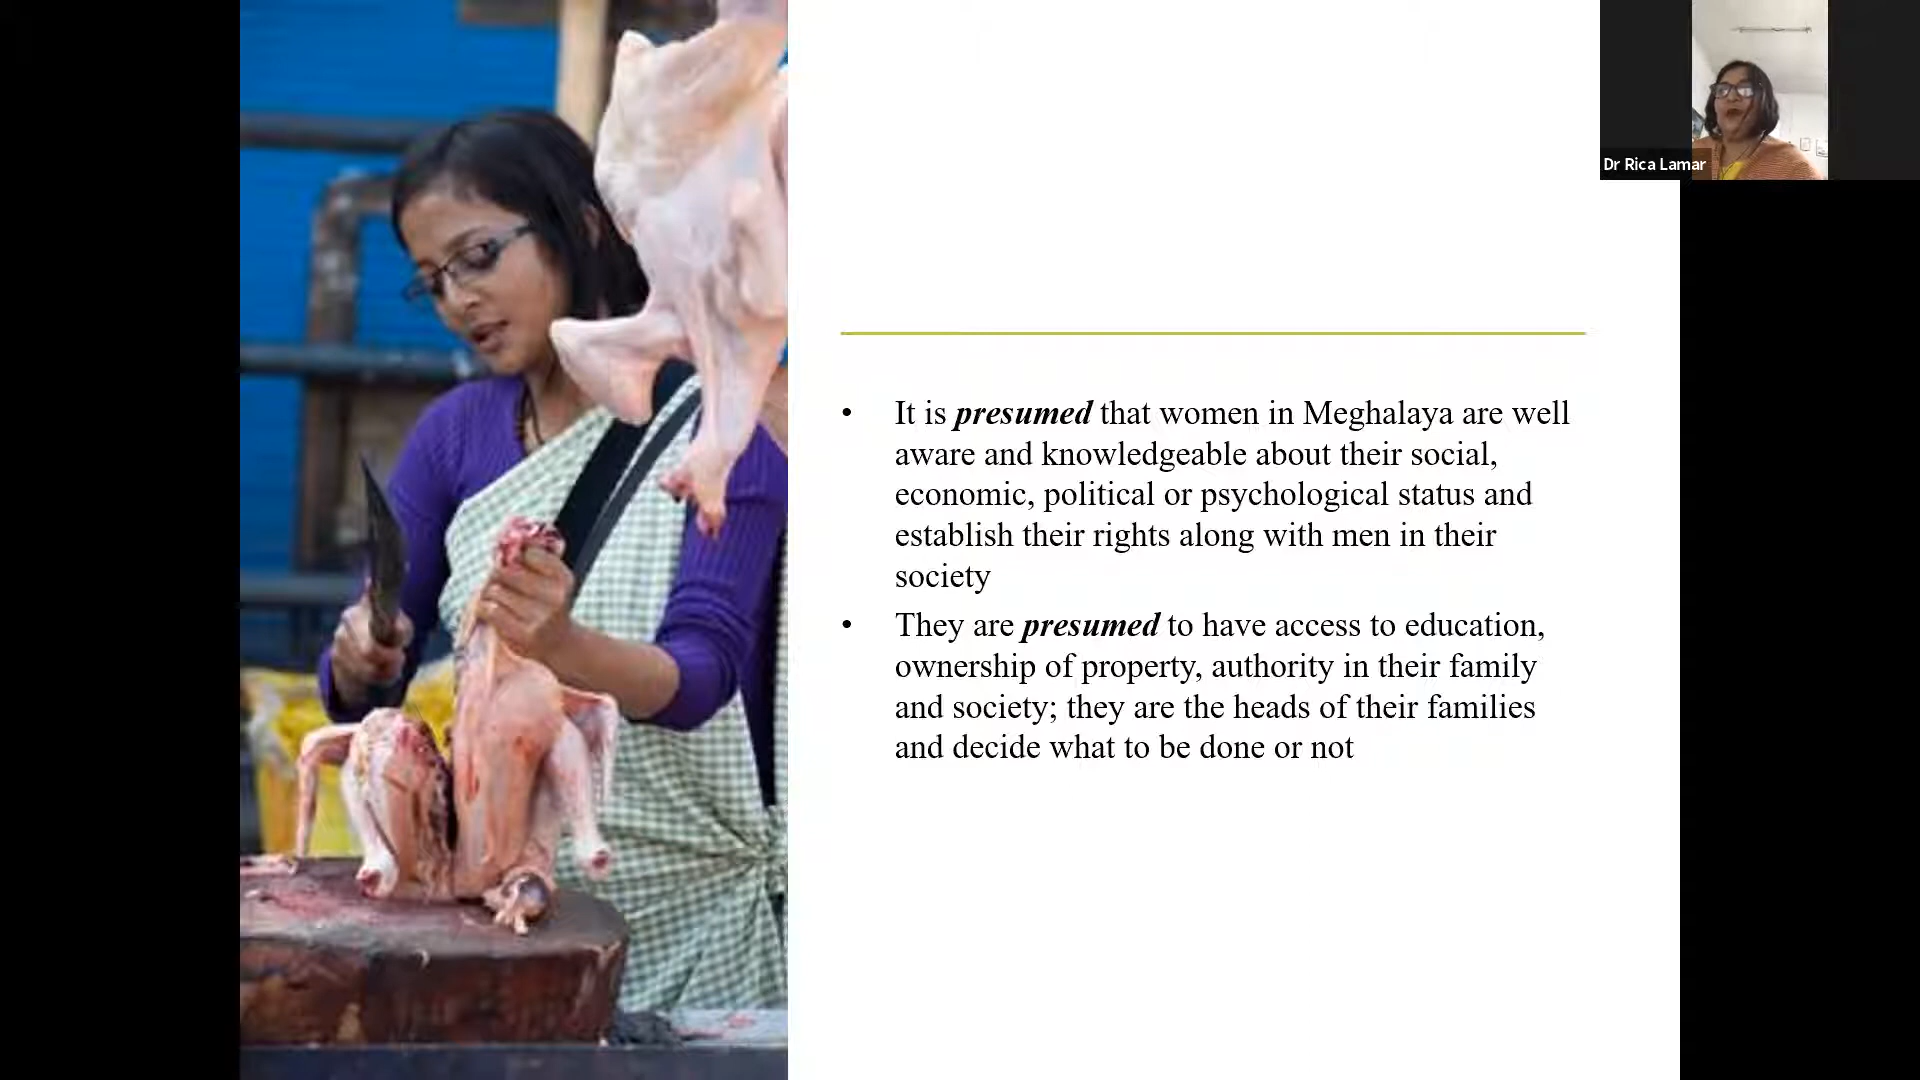 Dr Rica Lamar
• It is presumed that women in Meghalaya are well
aware and knowledgeable about their social,
economic, political or psychological status and
establish their rights along with men in their
society
• They are presumed to have access to education,
ownership of property, authority in their family
and society; they are the heads of their families
and decide what to be done or not